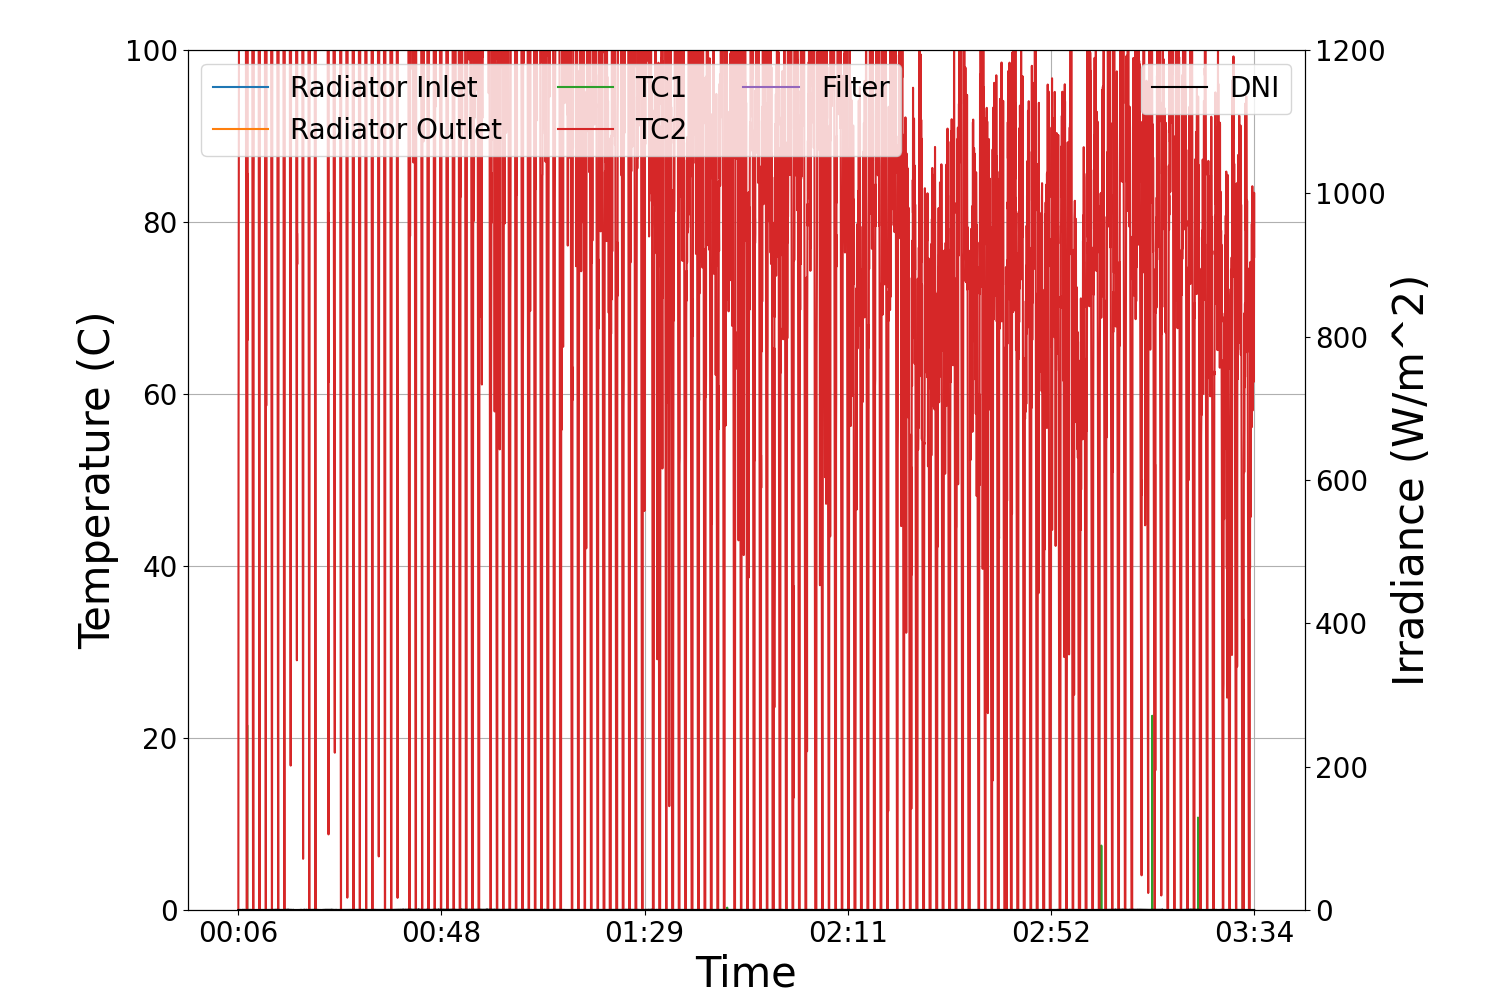 100
80
60
40
20
0
Temperature (C)
Radiator Inlet
Radiator Outlet
TC1
TC2
Filter
DNI
1200
1000
800
600
400
200
0
Irradiance (W/m^2)
00:06
00:48
01:29
02:11
02:52
03:34
Time